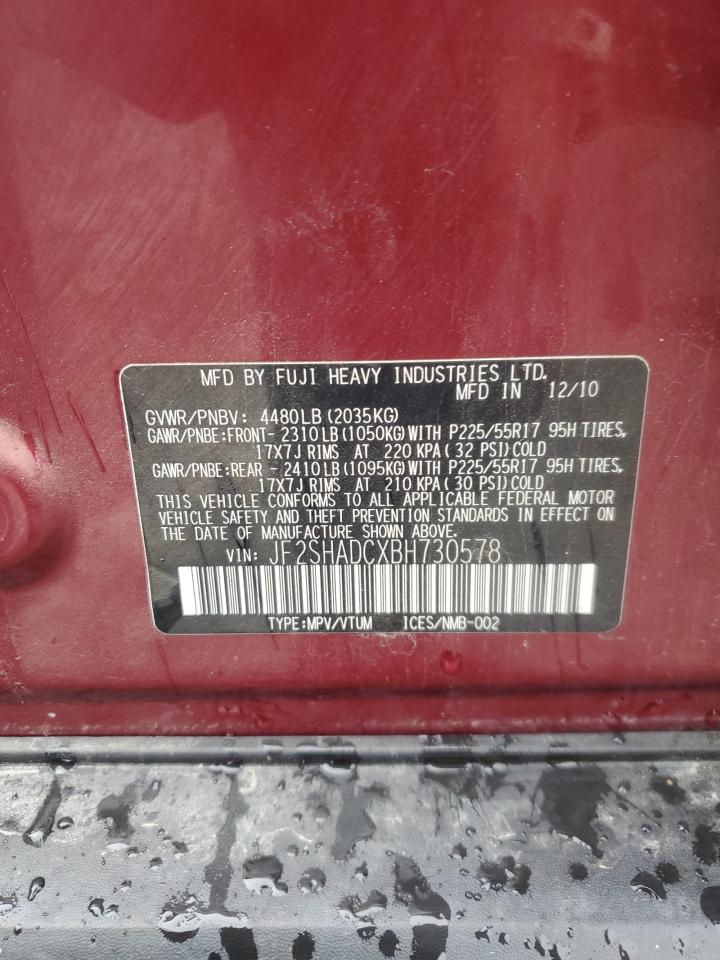 MFD BY FUJI HEAVY INDUSTRIES LTD.
MFD IN 12/10
GVWR/PNBV: 4480LB (2035KG)
GAWR/PNBE:FRONT- 2310LB(1050KG)WITH P225/55R17 95H TIRES,
17X7J RIMS AT 220 KPA( 32 PSI)COLD
GAWR/PNBE:REAR - 2410LB(1095KG)WITH P225/55R17 95H TIRES,
17X7J RIMS AT 210 KPA( 30 PSI)COLD
THIS VEHICLE CONFORMS TO ALL APPLICABLE FEDERAL MOTOR
VEHICLE SAFETY AND THEFT PREVENTION STANDARDS IN EFFECT ON
THE DATE OF MANUFACTURE SHOWN ABOVE.
VIN: JF2SHADCXBH730578
TYPE:MPV/VTUM ICES/NMB-002